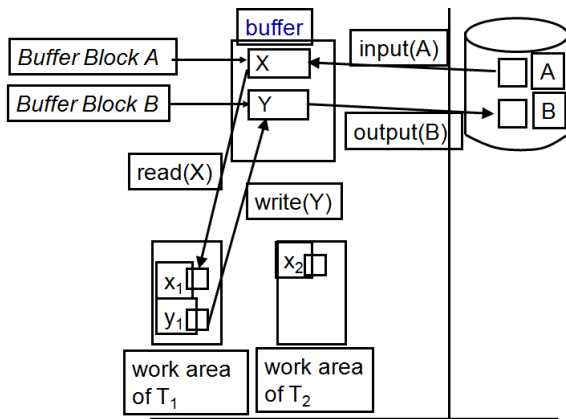 buffer
Buffer Block A
X
input(A)
A
Buffer Block B
Y
B
output(B)
read(X)
write(Y)
x₁
x₂
y₁
work area
of T₁
work area
of T₂